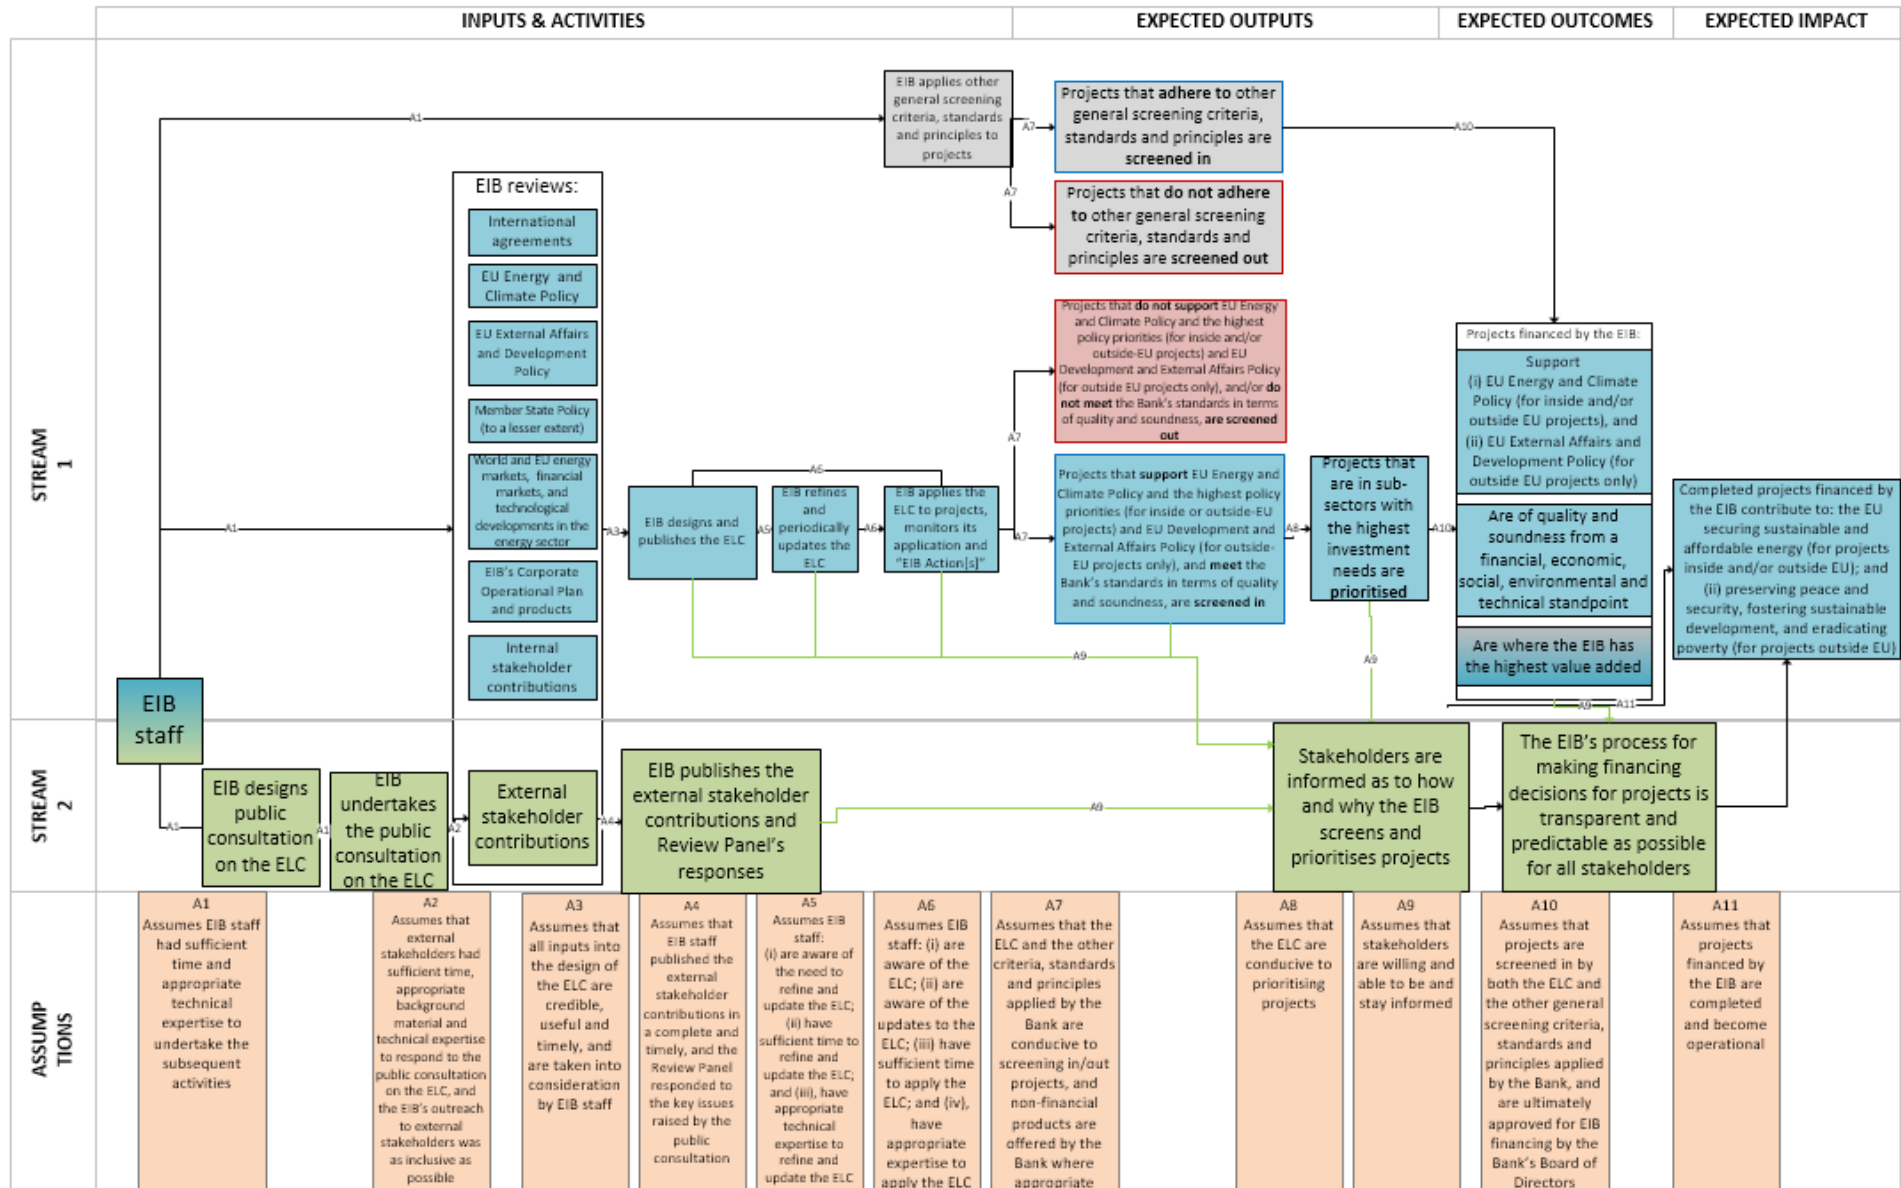 INPUTS & ACTIVITIES
EXPECTED OUTPUTS
EXPECTED OUTCOMES
EXPECTED IMPACT
STREAM
1
A1
EIB applies other
general screening
criteria, standards
and principles to
projects
A7
A7
Projects that adhere to other
general screening criteria,
standards and principles are
screened in
A10
Projects that do not adhere
to other general screening
criteria, standards and
principles are screened out
EIB reviews:
International
agreements
EU Energy and
Climate Policy
EU External Affairs
and Development
Policy
Member State Policy
(to a lesser extent)
World and EU energy
markets, financial
markets, and
technological
developments in the
energy sector
EIB's Corporate
Operational Plan
and products
Internal
stakeholder
contributions
A1
A3
EIB designs and
publishes the ELC
A5
A6
EIB refines
and
periodically
updates the
ELC
A6
EIB applies the
ELC to projects,
monitors its
application and
"EIB Action[s]"
A7
A7
Projects that do not support EU Energy
and Climate Policy and the highest
policy priorities (for inside and/or
outside-EU projects) and EU
Development and External Affairs Policy
(for outside EU projects only), and/or do
not meet the Bank's standards in terms
of quality and soundness, are screened
out
Projects that support EU Energy and
Climate Policy and the highest policy
priorities (for inside or outside-EU
projects) and EU Development and
External Affairs Policy (for outside-
EU projects only), and meet the
Bank's standards in terms of quality
and soundness, are screened in
A8
Projects that
are in sub-
sectors with
the highest
investment
needs are
prioritised
A10
Projects financed by the EIB:
Support
(i) EU Energy and Climate
Policy (for inside and/or
outside EU projects), and
(ii) EU External Affairs and
Development Policy (for
outside EU projects only)
Are of quality and
soundness from a
financial, economic,
social, environmental and
technical standpoint
Are where the EIB has
the highest value added
Completed projects financed by
the EIB contribute to: the EU
securing sustainable and
affordable energy (for projects
inside and/or outside EU); and
(ii) preserving peace and
security, fostering sustainable
development, and eradicating
poverty (for projects outside EU)
A9
A9
A9
A11
EIB
staff
STREAM
2
A1
EIB designs
public
consultation
on the ELC
A1
EIB
undertakes
the public
consultation
on the ELC
A2
External
stakeholder
contributions
A4
EIB publishes the
external stakeholder
contributions and
Review Panel's
responses
A9
Stakeholders are
informed as to how
and why the EIB
screens and
prioritises projects
The EIB's process for
making financing
decisions for projects is
transparent and
predictable as possible
for all stakeholders
ASSUMP
TIONS
A1
Assumes EIB staff
had sufficient
time and
appropriate
technical
expertise to
undertake the
subsequent
activities
A2
Assumes that
external
stakeholders had
sufficient time,
appropriate
background
material and
technical expertise
to respond to the
public consultation
on the ELC, and
the EIB's outreach
to external
stakeholders was
as inclusive as
possible
A3
Assumes that
all inputs into
the design of
the ELC are
credible,
useful and
timely, and
are taken into
consideration
by EIB staff
A4
Assumes that
EIB staff
published the
external
stakeholder
contributions in
a complete and
timely, and the
Review Panel
responded to
the key issues
raised by the
public
consultation
A5
Assumes EIB
staff:
(i) are aware of
the need to
refine and
update the ELC;
(ii) have
sufficient time to
refine and
update the ELC;
and (iii), have
appropriate
technical
expertise to
refine and
update the ELC
A6
Assumes EIB
staff: (i) are
aware of the
ELC; (ii) are
aware of the
updates to the
ELC; (iii) have
sufficient time
to apply the
ELC; and (iv),
have
appropriate
expertise to
apply the ELC
A7
Assumes that the
ELC and the other
criteria, standards
and principles
applied by the
Bank are
conducive to
screening in/out
projects, and
non-financial
products are
offered by the
Bank where
appropriate
A8
Assumes that
the ELC are
conducive to
prioritising
projects
A9
Assumes that
stakeholders
are willing and
able to be and
stay informed
A10
Assumes that
projects are
screened in by
both the ELC and
the other general
screening criteria,
standards and
principles applied
by the Bank, and
are ultimately
approved for EIB
financing by the
Bank's Board of
Directors
A11
Assumes that
projects
financed by
the EIB are
completed
and become
operational